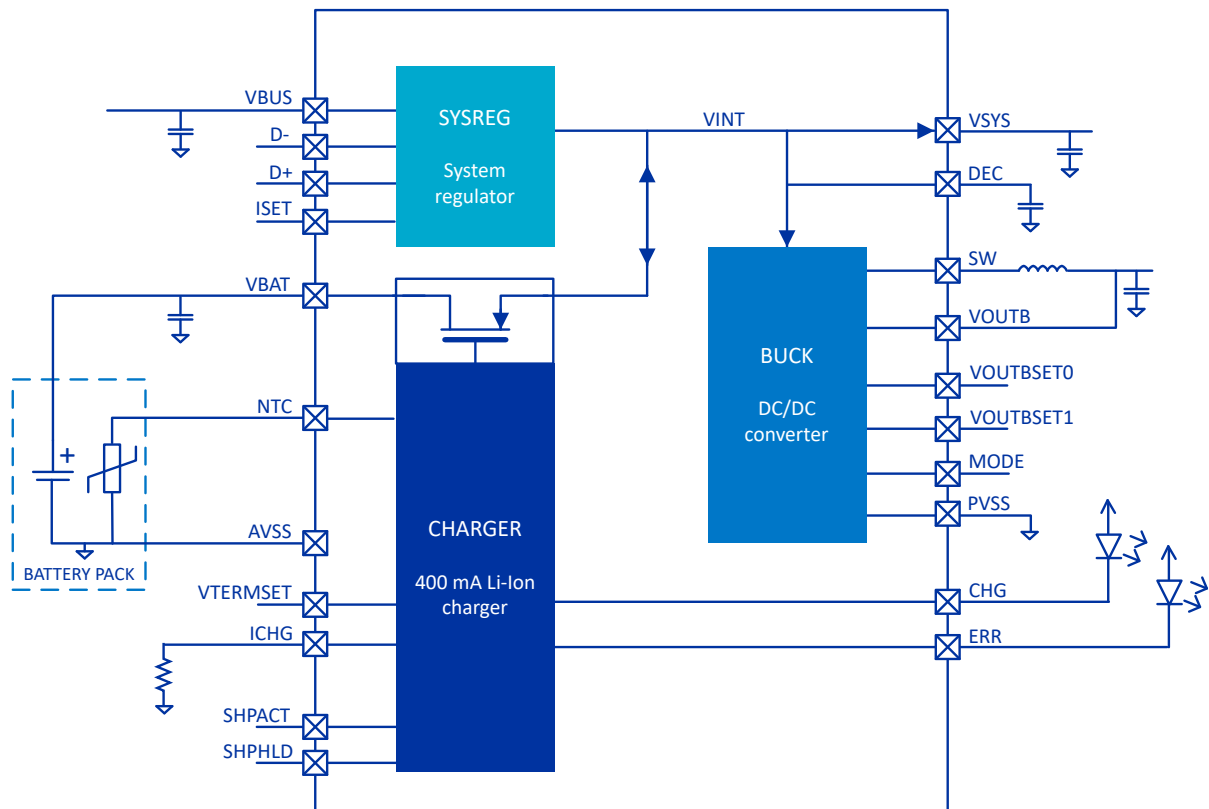 VBUS
D-
D+
ISET
SYSREG
System
regulator
VINT
VSYS
DEC
VBAT
SW
VOUTB
BUCK
DC/DC
converter
VOUTBSET0
VOUTBSET1
MODE
PVSS
NTC
+
AVSS
BATTERY PACK
CHARGER
400 mA Li-Ion
charger
VTERMSET
ICHG
SHPACT
SHPHLD
CHG
ERR